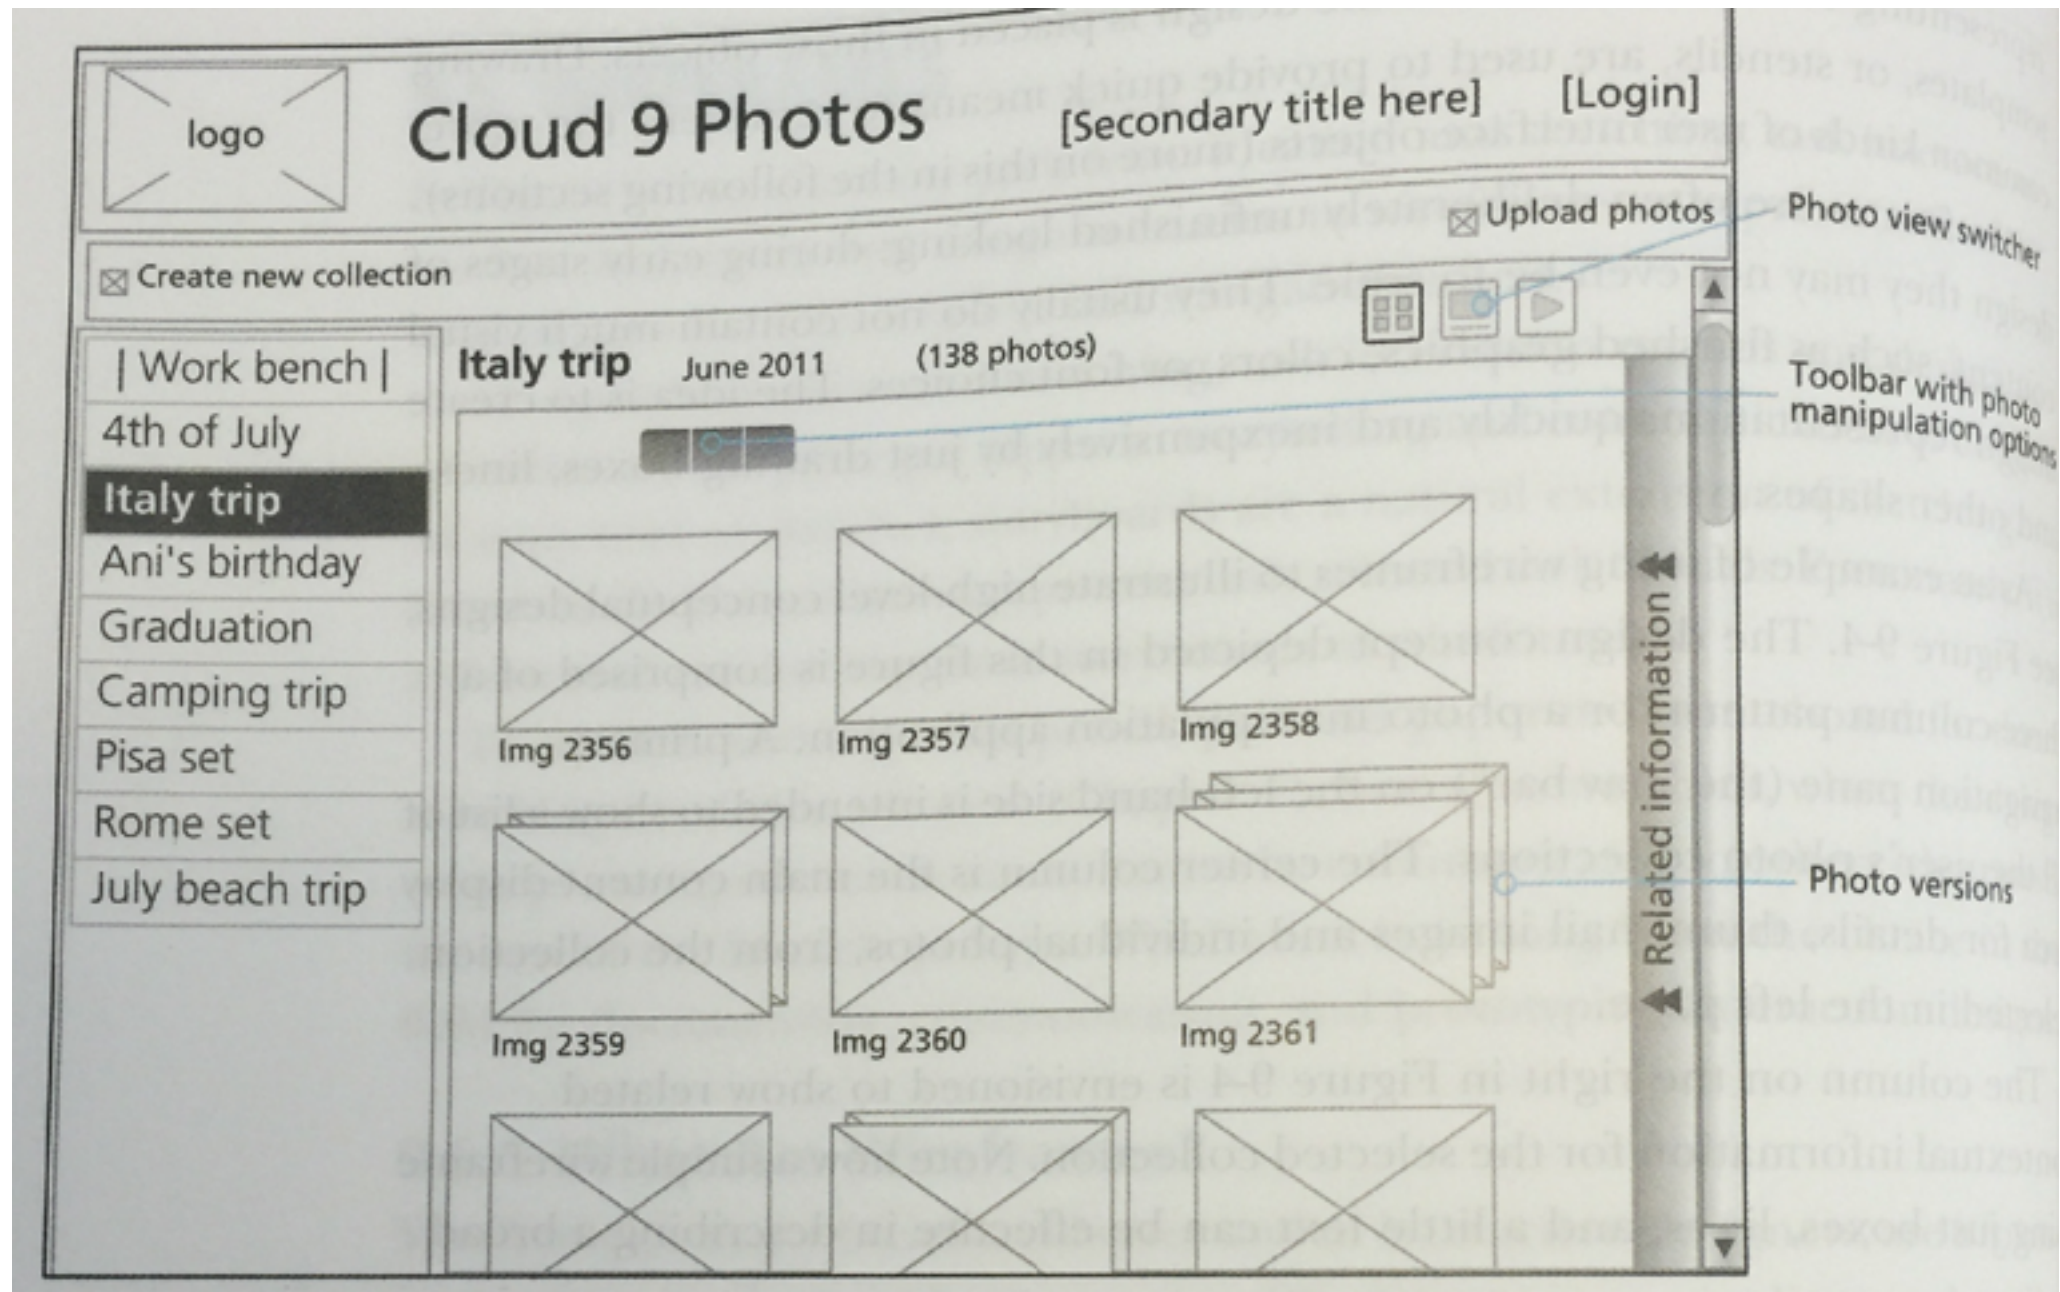 logo
Cloud 9 Photos
[Secondary title here]
[Login]
Create new collection
Upload photos
Photo view switcher
| Work bench |
4th of July
Italy trip
Ani's birthday
Graduation
Camping trip
Pisa set
Rome set
July beach trip
Italy trip June 2011 (138 photos)
Toolbar with photo
manipulation options
Img 2356
Img 2357
Img 2358
Img 2359
Img 2360
Img 2361
Related information
Photo versions